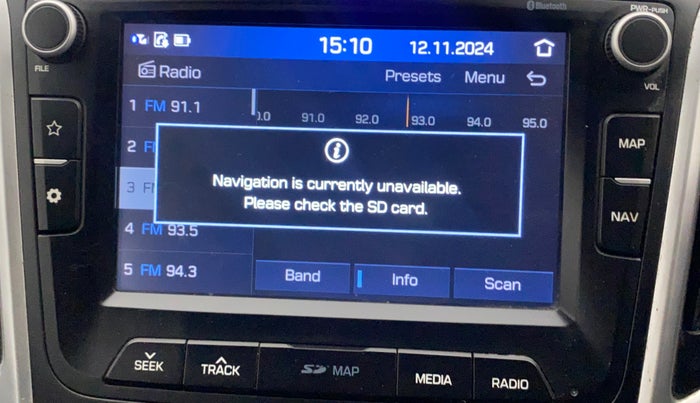 Bluetooth
PWR-PUSH
15:10 12.11.2024
FILE
VOL
Radio Presets Menu
1 FM 91.1
91.0 92.0 93.0 94.0 95.0
2
3
Navigation is currently unavailable.
Please check the SD card.
4 FM 93.5
5 FM 94.3
Band Info Scan
MAP
NAV
SEEK TRACK SD MAP MEDIA RADIO